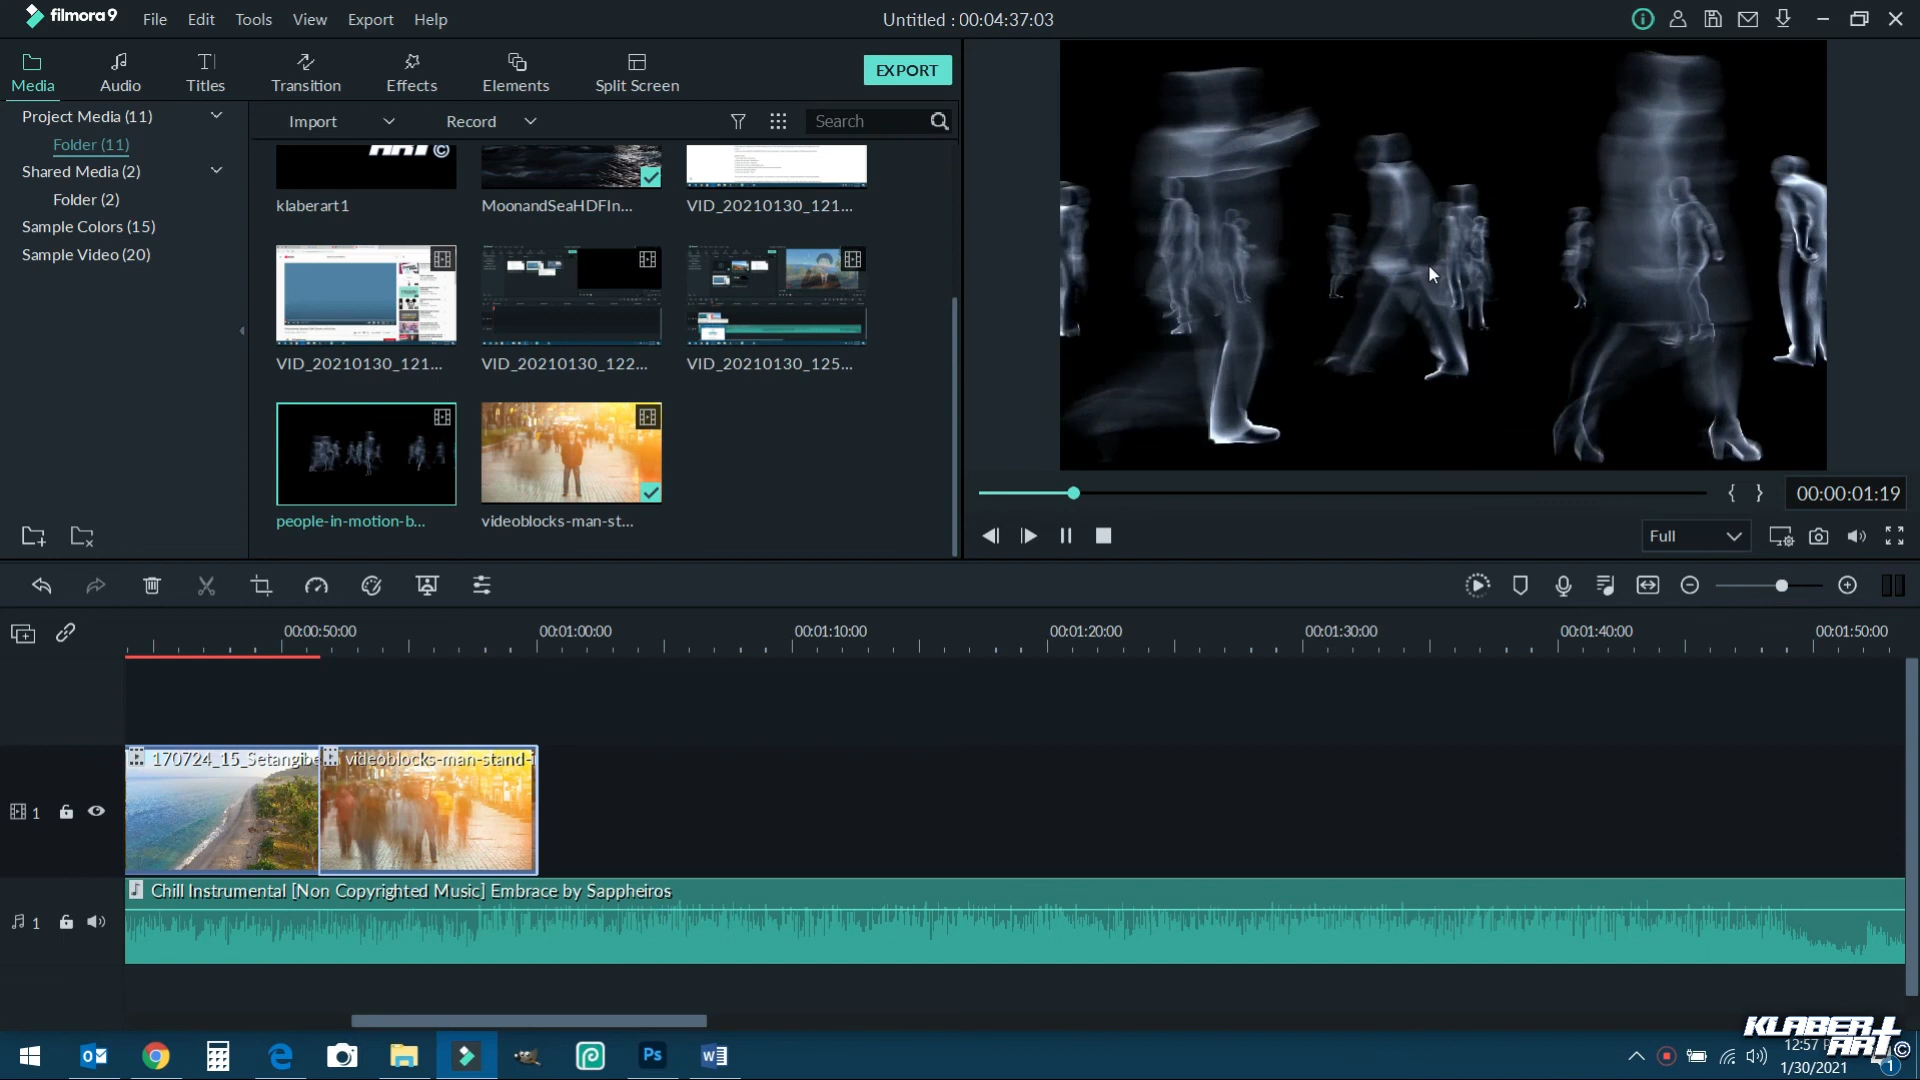 filmora9
File Edit Tools View Export Help
Untitled : 00:04:37:03
Media
Audio
Titles
Transition
Effects
Elements
Split Screen
EXPORT
Project Media (11)
Folder (11)
Shared Media (2)
Folder (2)
Sample Colors (15)
Sample Video (20)
Import
Record
Search
ART ©
klaberart1
MoonandSeaHDFIn...
VID_20210130_121...
VID_20210130_121...
VID_20210130_122...
VID_20210130_125...
people-in-motion-b...
videoblocks-man-st...
{ } 00:00:01:19
Full
00:00:50:00
00:01:00:00
00:01:10:00
00:01:20:00
00:01:30:00
00:01:40:00
00:01:50:00
170724_15_Setangibe
videoblocks-man-stand-i
1
Chill Instrumental [Non Copyrighted Music] Embrace by Sappheiros
1
KLABER
ART ©
Ps
12:57
1/30/2021
1